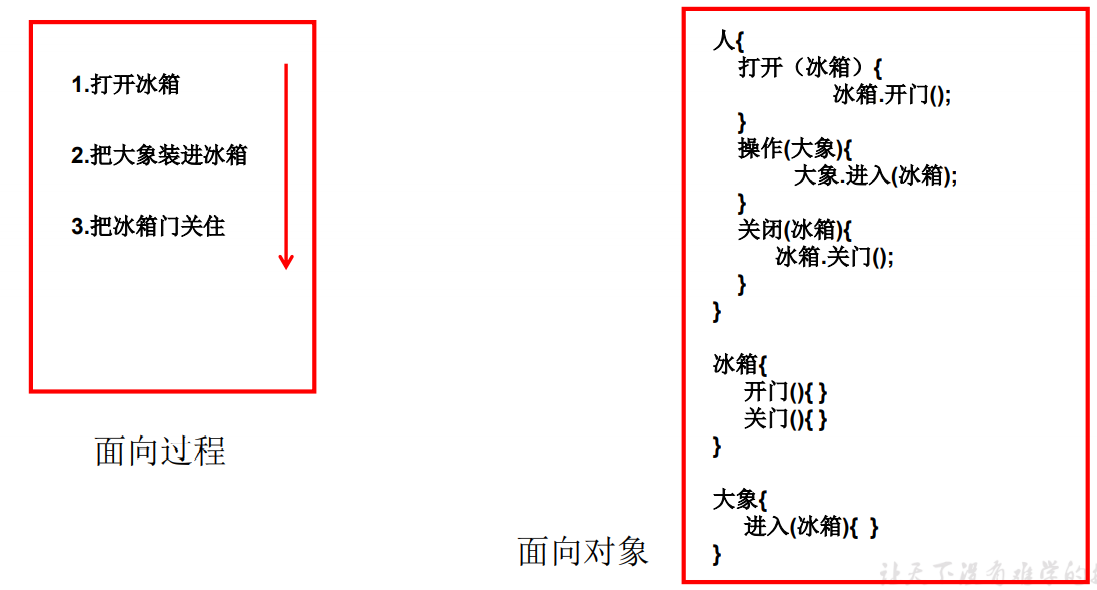 1.打开冰箱
2.把大象装进冰箱
3.把冰箱门关住
面向过程
人{
打开（冰箱）{
冰箱.开门();
}
操作(大象){
大象.进入(冰箱);
}
关闭(冰箱){
冰箱.关门();
}
}
冰箱{
开门(){ }
关门(){ }
}
大象{
进入(冰箱){ }
}
面向对象
让天下没有难学的